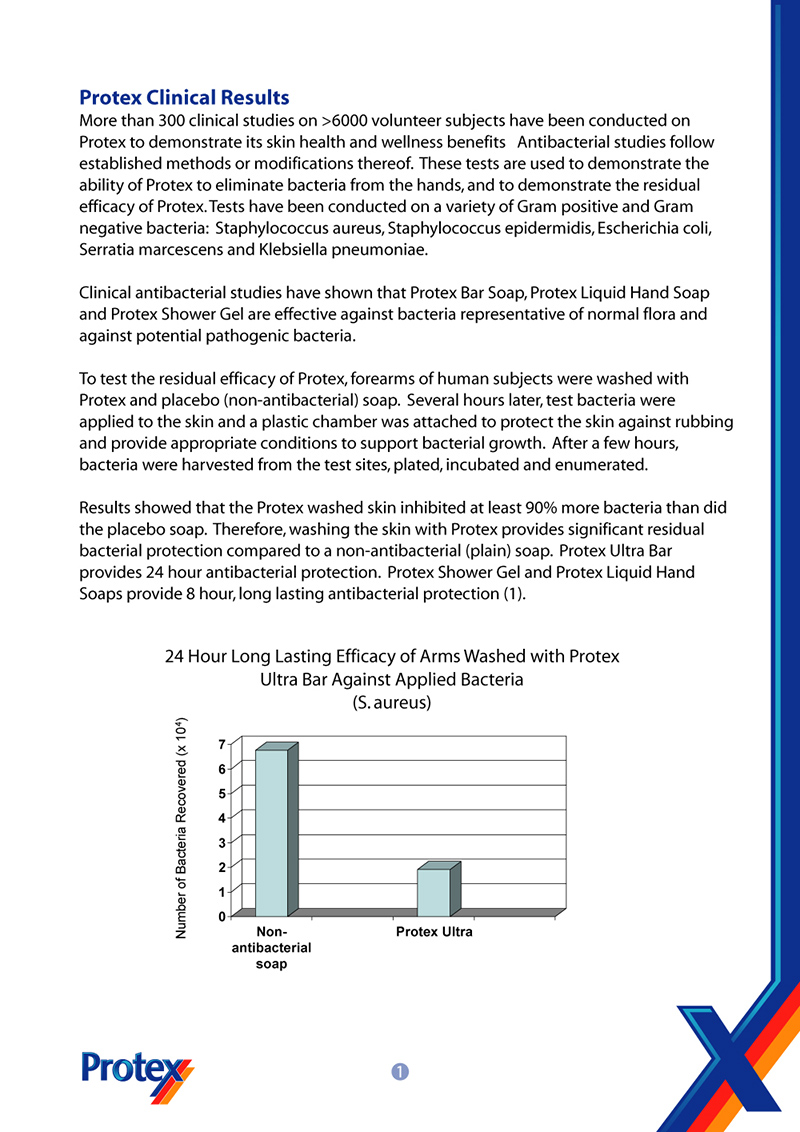 Protex Clinical Results
More than 300 clinical studies on >6000 volunteer subjects have been conducted on
Protex to demonstrate its skin health and wellness benefits   Antibacterial studies follow
established methods or modifications thereof.  These tests are used to demonstrate the
ability of Protex to eliminate bacteria from the hands, and to demonstrate the residual
efficacy of Protex. Tests have been conducted on a variety of Gram positive and Gram
negative bacteria:  Staphylococcus aureus, Staphylococcus epidermidis, Escherichia coli,
Serratia marcescens and Klebsiella pneumoniae.
Clinical antibacterial studies have shown that Protex Bar Soap, Protex Liquid Hand Soap
and Protex Shower Gel are effective against bacteria representative of normal flora and
against potential pathogenic bacteria.
To test the residual efficacy of Protex, forearms of human subjects were washed with
Protex and placebo (non-antibacterial) soap.  Several hours later, test bacteria were
applied to the skin and a plastic chamber was attached to protect the skin against rubbing
and provide appropriate conditions to support bacterial growth.  After a few hours,
bacteria were harvested from the test sites, plated, incubated and enumerated.
Results showed that the Protex washed skin inhibited at least 90% more bacteria than did
the placebo soap.  Therefore, washing the skin with Protex provides significant residual
bacterial protection compared to a non-antibacterial (plain) soap.  Protex Ultra Bar
provides 24 hour antibacterial protection.  Protex Shower Gel and Protex Liquid Hand
Soaps provide 8 hour, long lasting antibacterial protection (1).
24 Hour Long Lasting Efficacy of Arms Washed with Protex
Ultra Bar Against Applied Bacteria
(S. aureus)
Number of Bacteria Recovered (x 10⁴)
7
6
5
4
3
2
1
0
Non-
antibacterial
soap
Protex Ultra
Protex
1
X